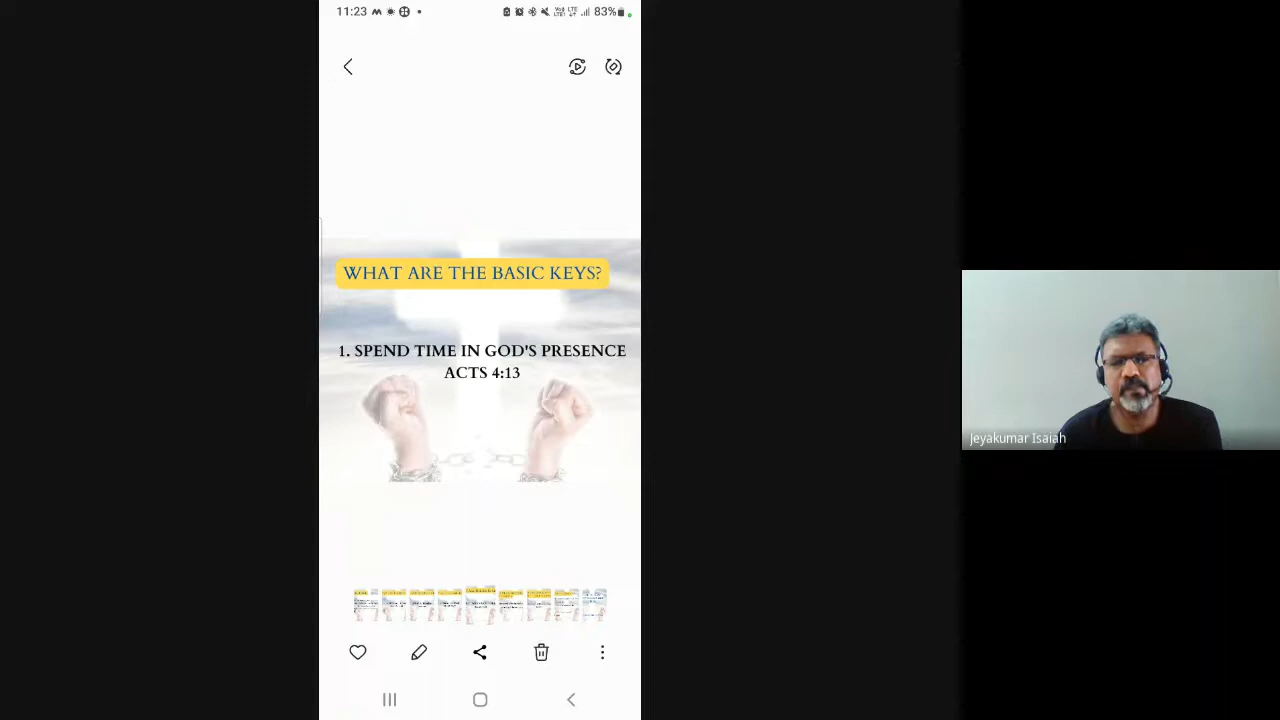 11:23
83%
WHAT ARE THE BASIC KEYS?
1. SPEND TIME IN GOD'S PRESENCE
ACTS 4:13
Jeyakumar Isaiah